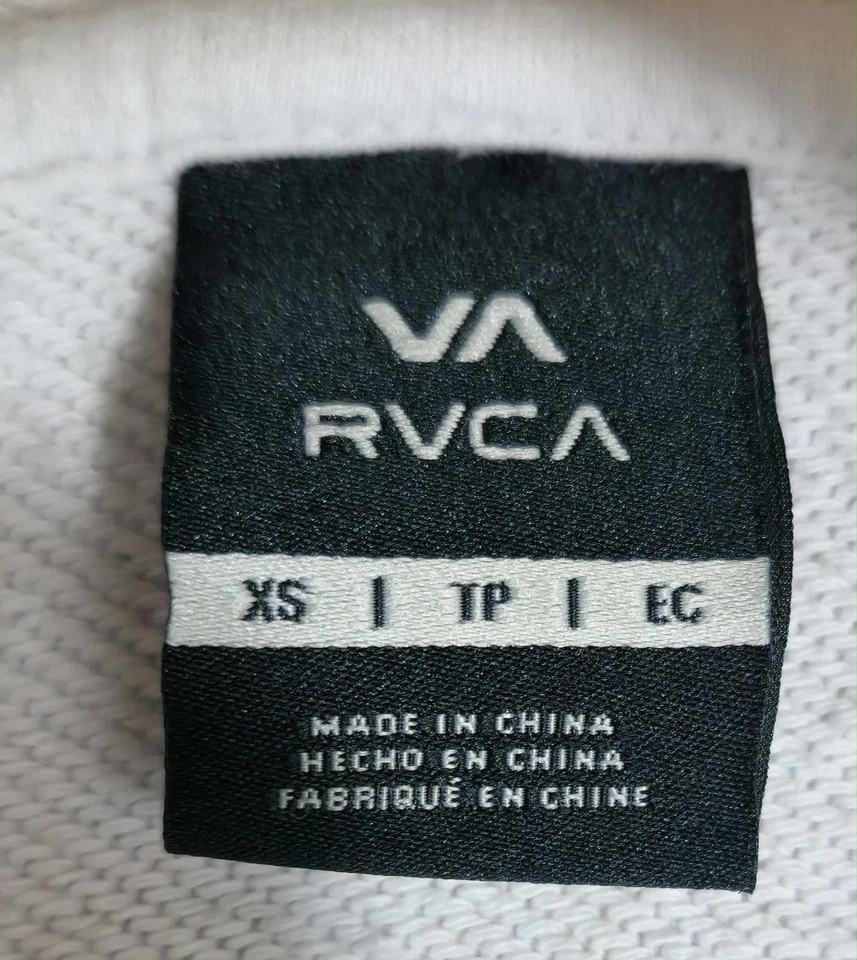 VA
RVCA
XS | TP | EC
MADE IN CHINA
HECHO EN CHINA
FABRIQUÉ EN CHINE